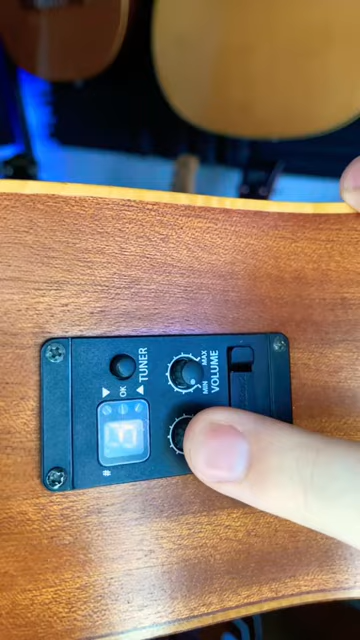 ▼ OK ▲
TUNER
#
MIN MAX
VOLUME